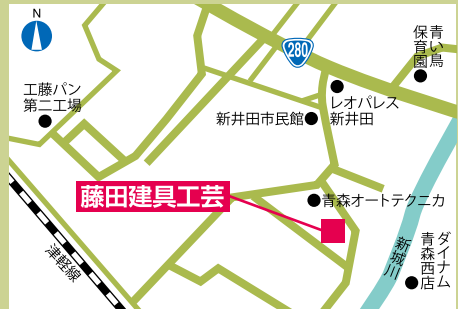 N
280
青い鳥
保育園
工藤パン
第二工場
レオパレス
新井田
新井田市民館
藤田建具工芸
青森オートテクニカ
津軽線
新城川
ダイナム
青森西店